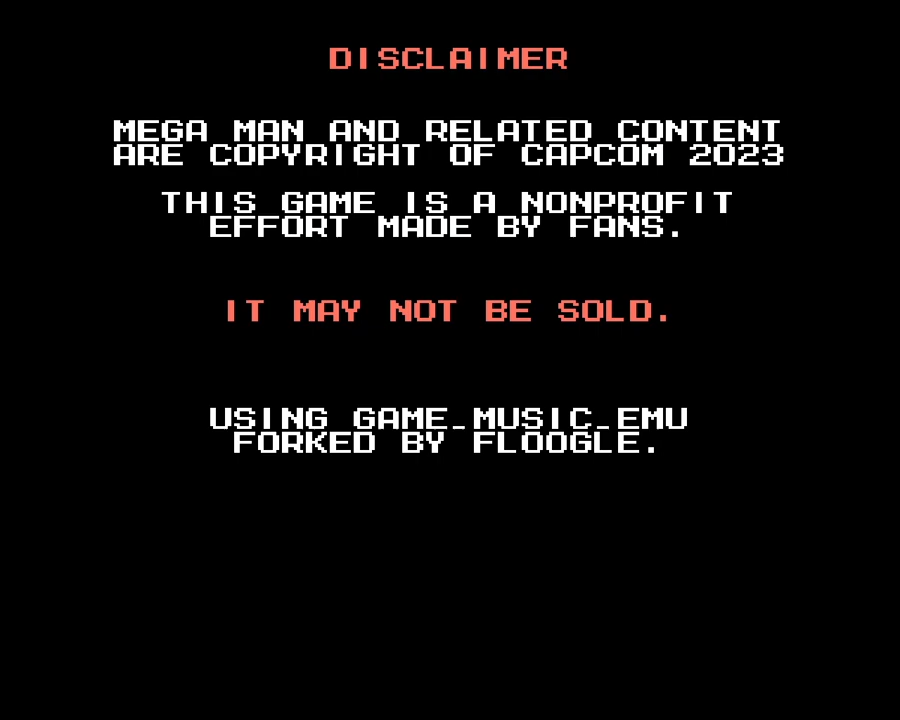 DISCLAIMER
MEGA MAN AND RELATED CONTENT
ARE COPYRIGHT OF CAPCOM 2023
THIS GAME IS A NONPROFIT
EFFORT MADE BY FANS.
IT MAY NOT BE SOLD.
USING GAME_MUSIC_EMU
FORKED BY FLOOGLE.